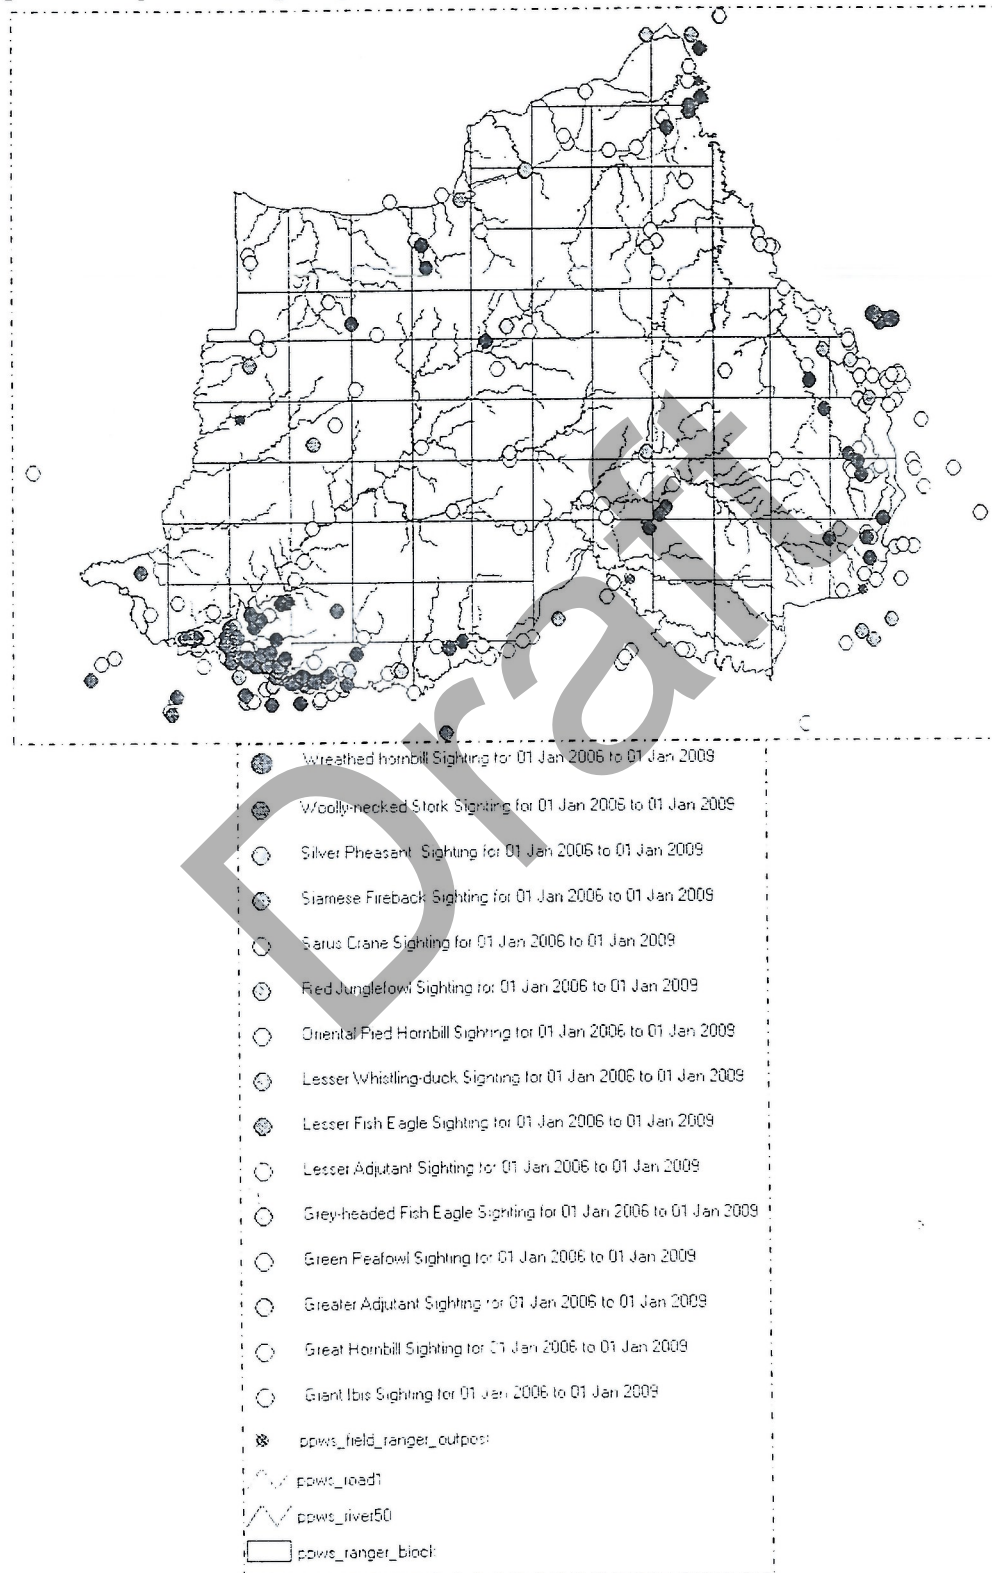 Wreathed hornbill Sighting for 01 Jan 2006 to 01 Jan 2009
Woolly-necked Stork Sighting for 01 Jan 2006 to 01 Jan 2009
Silver Pheasant Sighting for 01 Jan 2006 to 01 Jan 2009
Siamese Fireback Sighting for 01 Jan 2006 to 01 Jan 2009
Sarus Crane Sighting for 01 Jan 2006 to 01 Jan 2009
Red Junglefowl Sighting for 01 Jan 2006 to 01 Jan 2009
Oriental Pied Hornbill Sighting for 01 Jan 2006 to 01 Jan 2009
Lesser Whistling-duck Sighting for 01 Jan 2006 to 01 Jan 2009
Lesser Fish Eagle Sighting for 01 Jan 2006 to 01 Jan 2009
Lesser Adjutant Sighting for 01 Jan 2006 to 01 Jan 2009
Grey-headed Fish Eagle Sighting for 01 Jan 2006 to 01 Jan 2009
Green Peafowl Sighting for 01 Jan 2006 to 01 Jan 2009
Greater Adjutant Sighting for 01 Jan 2006 to 01 Jan 2009
Great Hornbill Sighting for 01 Jan 2006 to 01 Jan 2009
Giant Ibis Sighting for 01 Jan 2006 to 01 Jan 2009
ppws_field_ranger_outpost
ppws_road1
ppws_river50
ppws_ranger_block
Draft